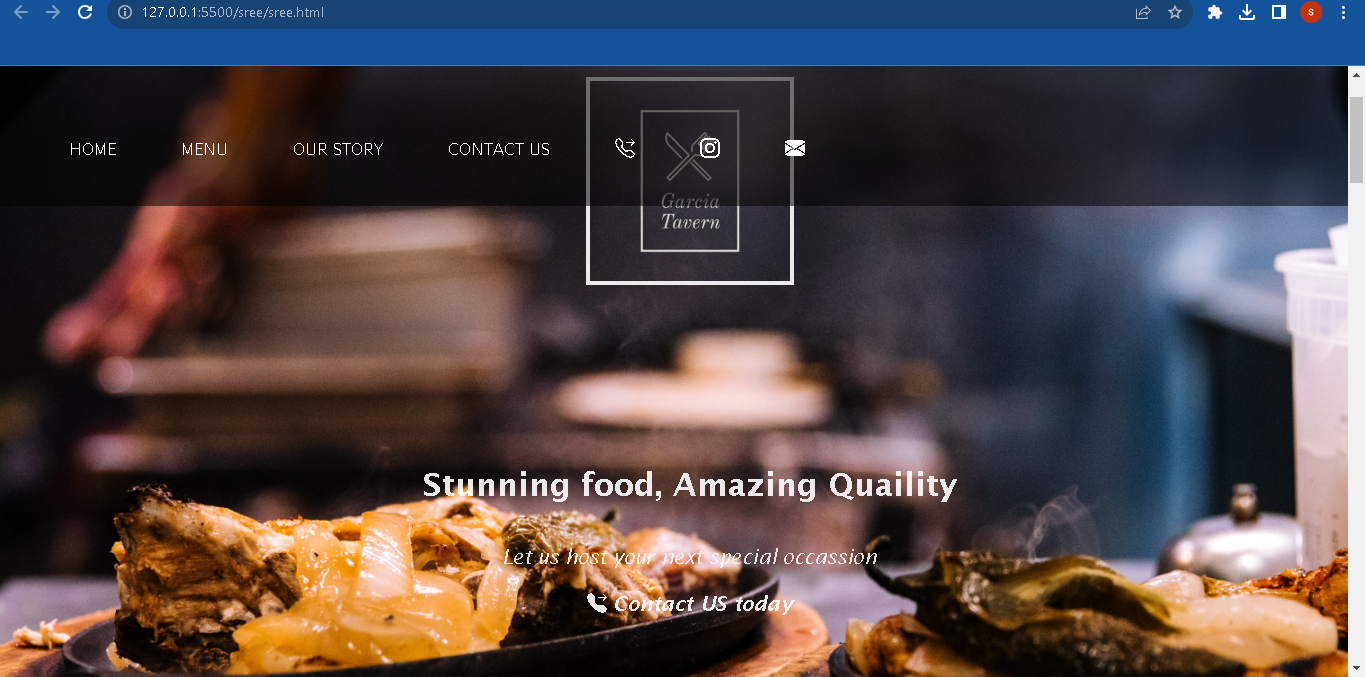 127.0.0.1:5500/sree/sree.html
S
HOME MENU OUR STORY CONTACT US
Garcia
Tavern
Stunning food, Amazing Quaility
Let us host your next special occassion
Contact US today